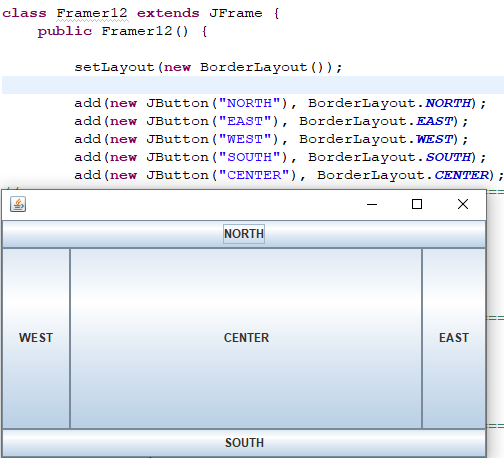 class Framer12 extends JFrame {
public Framer12() {
setLayout(new BorderLayout());
add(new JButton("NORTH"), BorderLayout.NORTH);
add(new JButton("EAST"), BorderLayout.EAST);
add(new JButton("WEST"), BorderLayout.WEST);
add(new JButton("SOUTH"), BorderLayout.SOUTH);
add(new JButton("CENTER"), BorderLayout.CENTER);
NORTH
WEST CENTER EAST
SOUTH